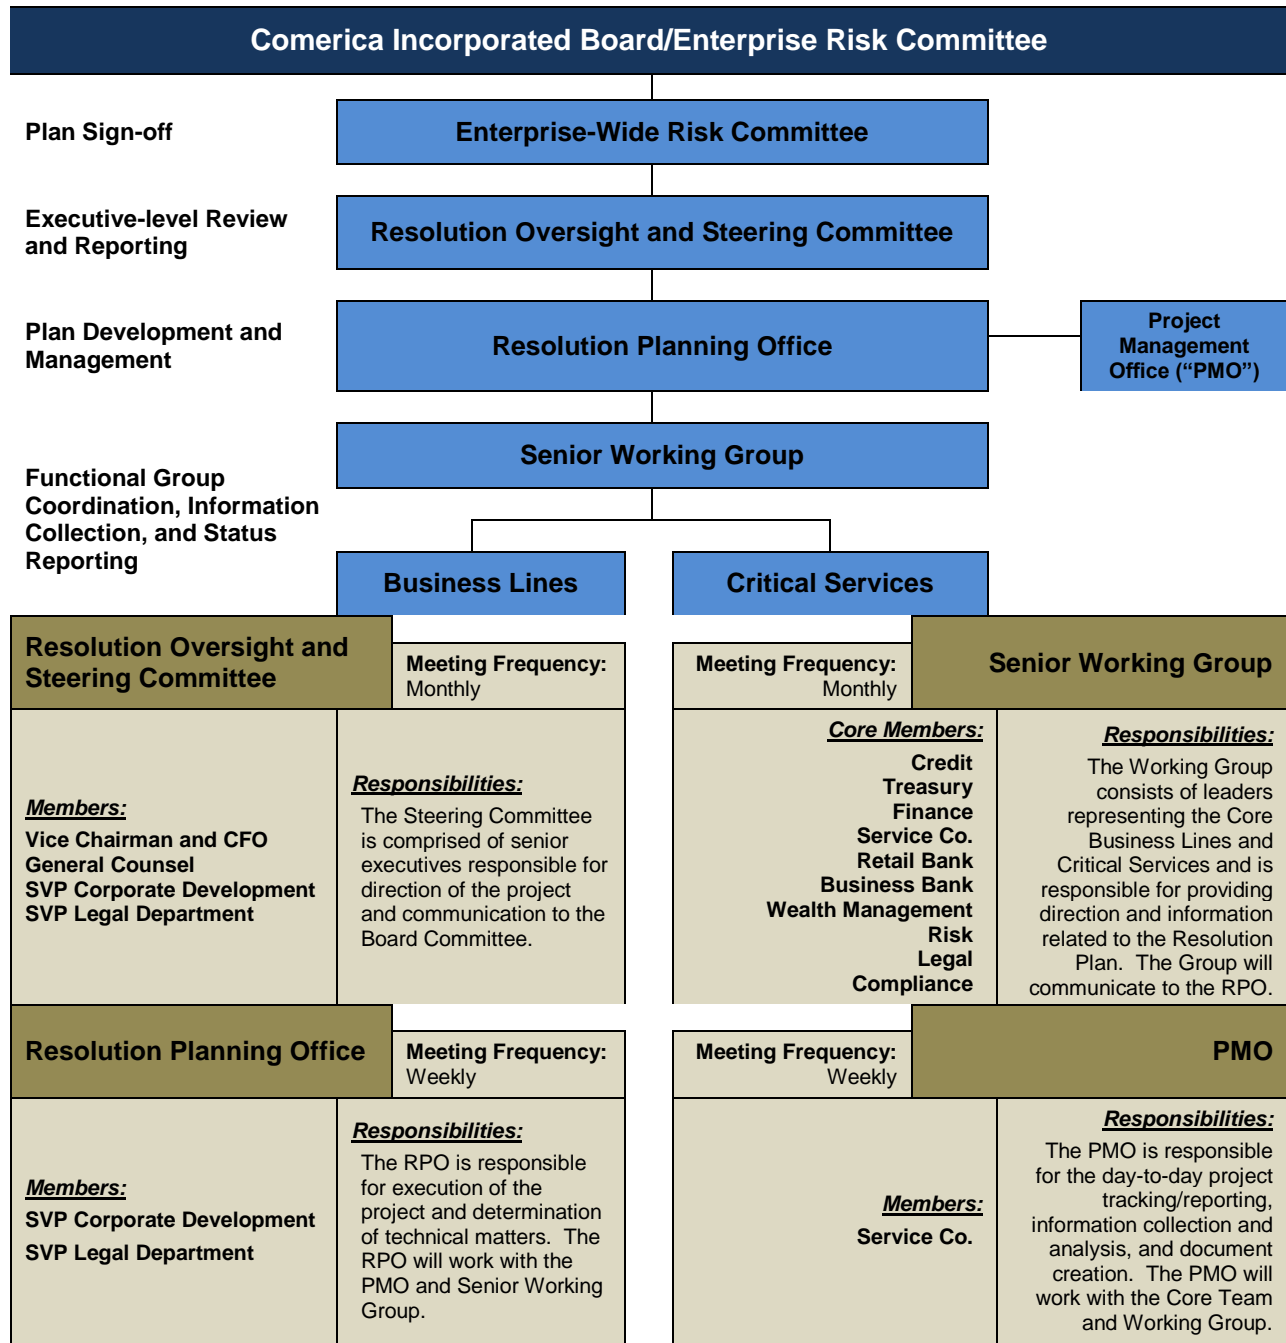 Comerica Incorporated Board/Enterprise Risk Committee
Plan Sign-off
Enterprise-Wide Risk Committee
Executive-level Review
and Reporting
Resolution Oversight and Steering Committee
Plan Development and
Management
Resolution Planning Office
Project
Management
Office (“PMO”)
Senior Working Group
Functional Group
Coordination, Information
Collection, and Status
Reporting
Business Lines
Critical Services
Resolution Oversight and
Steering Committee
Meeting Frequency:
Monthly
Members:
Vice Chairman and CFO
General Counsel
SVP Corporate Development
SVP Legal Department
Responsibilities:
The Steering Committee
is comprised of senior
executives responsible for
direction of the project
and communication to the
Board Committee.
Meeting Frequency:
Monthly
Senior Working Group
Core Members:
Credit
Treasury
Finance
Service Co.
Retail Bank
Business Bank
Wealth Management
Risk
Legal
Compliance
Responsibilities:
The Working Group
consists of leaders
representing the Core
Business Lines and
Critical Services and is
responsible for providing
direction and information
related to the Resolution
Plan.  The Group will
communicate to the RPO.
Resolution Planning Office
Meeting Frequency:
Weekly
Members:
SVP Corporate Development
SVP Legal Department
Responsibilities:
The RPO is responsible
for execution of the
project and determination
of technical matters.  The
RPO will work with the
PMO and Senior Working
Group.
Meeting Frequency:
Weekly
PMO
Members:
Service Co.
Responsibilities:
The PMO is responsible
for the day-to-day project
tracking/reporting,
information collection and
analysis, and document
creation.  The PMO will
work with the Core Team
and Working Group.